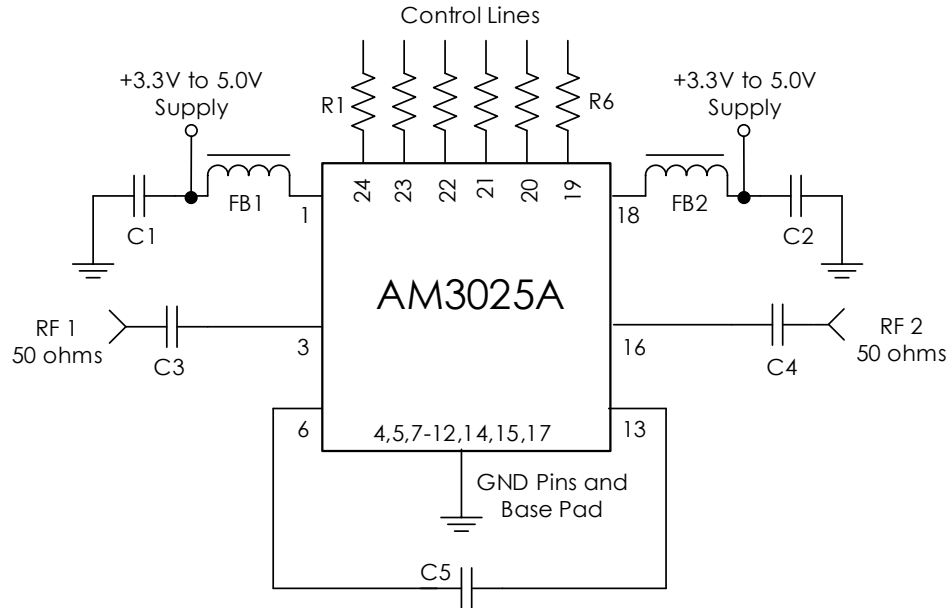 Control Lines
+3.3V to 5.0V
Supply
R1
R6
+3.3V to 5.0V
Supply
24
23
22
21
20
19
FB1
1
18
FB2
C1
C2
AM3025A
RF 1
50 ohms
C3
3
16
C4
RF 2
50 ohms
6
4,5,7-12,14,15,17
13
GND Pins and
Base Pad
C5